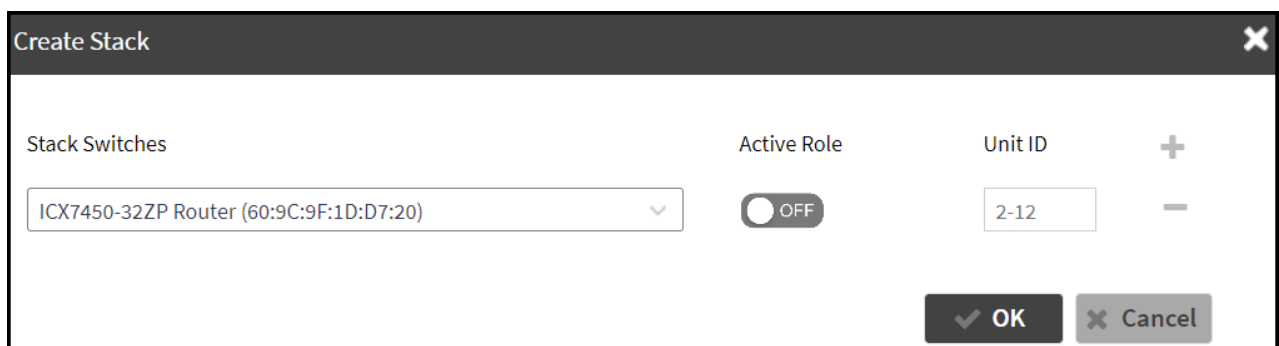 Create Stack
Stack Switches Active Role Unit ID
ICX7450-32ZP Router (60:9C:9F:1D:D7:20) OFF 2-12
OK Cancel